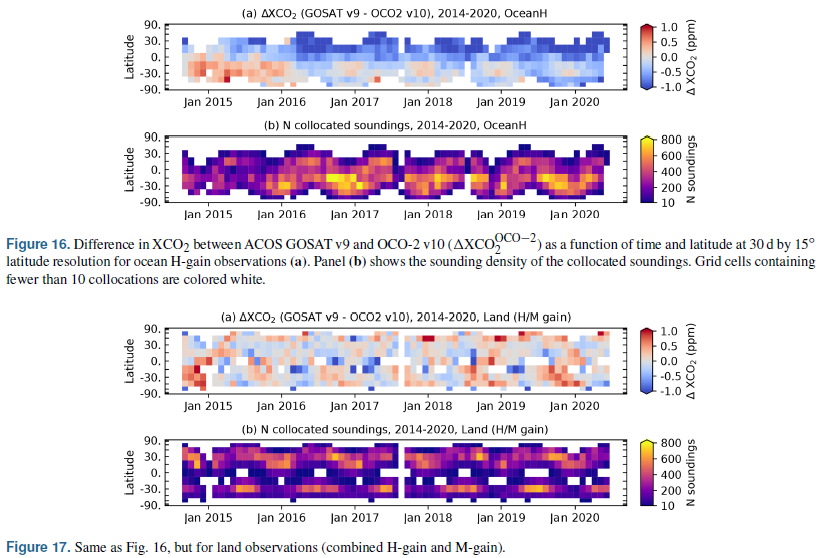 (a) ΔXCO₂ (GOSAT v9 - OCO2 v10), 2014-2020, OceanH
90.
30.
0.
-30.
-90.
Latitude
Jan 2015 Jan 2016 Jan 2017 Jan 2018 Jan 2019 Jan 2020
1.0
0.5
0.0
-0.5
-1.0
Δ XCO₂ (ppm)
(b) N collocated soundings, 2014-2020, OceanH
90.
30.
0.
-30.
-90.
Latitude
Jan 2015 Jan 2016 Jan 2017 Jan 2018 Jan 2019 Jan 2020
800
600
400
200
10
N soundings
Figure 16. Difference in XCO₂ between ACOS GOSAT v9 and OCO-2 v10 (ΔXCO₂^OCO−2) as a function of time and latitude at 30 d by 15°
latitude resolution for ocean H-gain observations (a). Panel (b) shows the sounding density of the collocated soundings. Grid cells containing
fewer than 10 collocations are colored white.
(a) ΔXCO₂ (GOSAT v9 - OCO2 v10), 2014-2020, Land (H/M gain)
90.
30.
0.
-30.
-90.
Latitude
Jan 2015 Jan 2016 Jan 2017 Jan 2018 Jan 2019 Jan 2020
1.0
0.5
0.0
-0.5
-1.0
Δ XCO₂ (ppm)
(b) N collocated soundings, 2014-2020, Land (H/M gain)
90.
30.
0.
-30.
-90.
Latitude
Jan 2015 Jan 2016 Jan 2017 Jan 2018 Jan 2019 Jan 2020
800
600
400
200
10
N soundings
Figure 17. Same as Fig. 16, but for land observations (combined H-gain and M-gain).